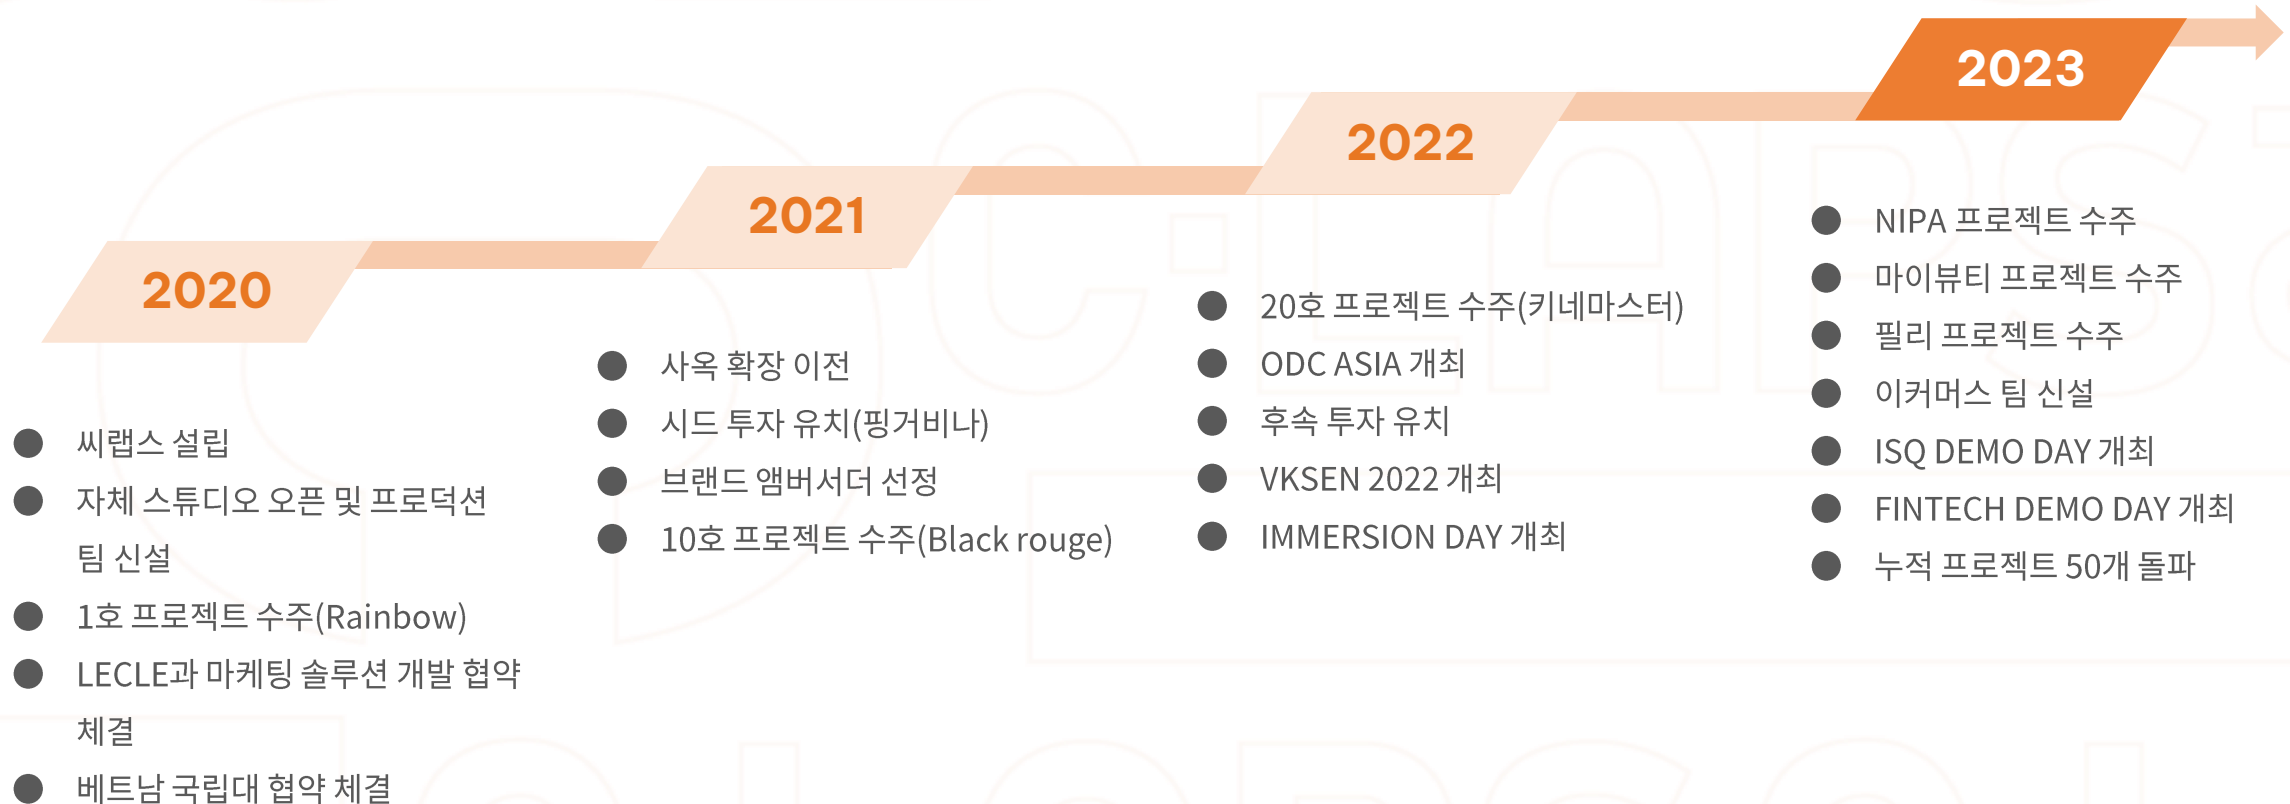 2020
씨랩스 설립
자체 스튜디오 오픈 및 프로덕션
팀 신설
1호 프로젝트 수주(Rainbow)
LECLE과 마케팅 솔루션 개발 협약
체결
베트남 국립대 협약 체결
2021
사옥 확장 이전
시드 투자 유치(핑거비나)
브랜드 앰버서더 선정
10호 프로젝트 수주(Black rouge)
2022
20호 프로젝트 수주(키네마스터)
ODC ASIA 개최
후속 투자 유치
VKSEN 2022 개최
IMMERSION DAY 개최
2023
NIPA 프로젝트 수주
마이뷰티 프로젝트 수주
필리 프로젝트 수주
이커머스 팀 신설
ISQ DEMO DAY 개최
FINTECH DEMO DAY 개최
누적 프로젝트 50개 돌파